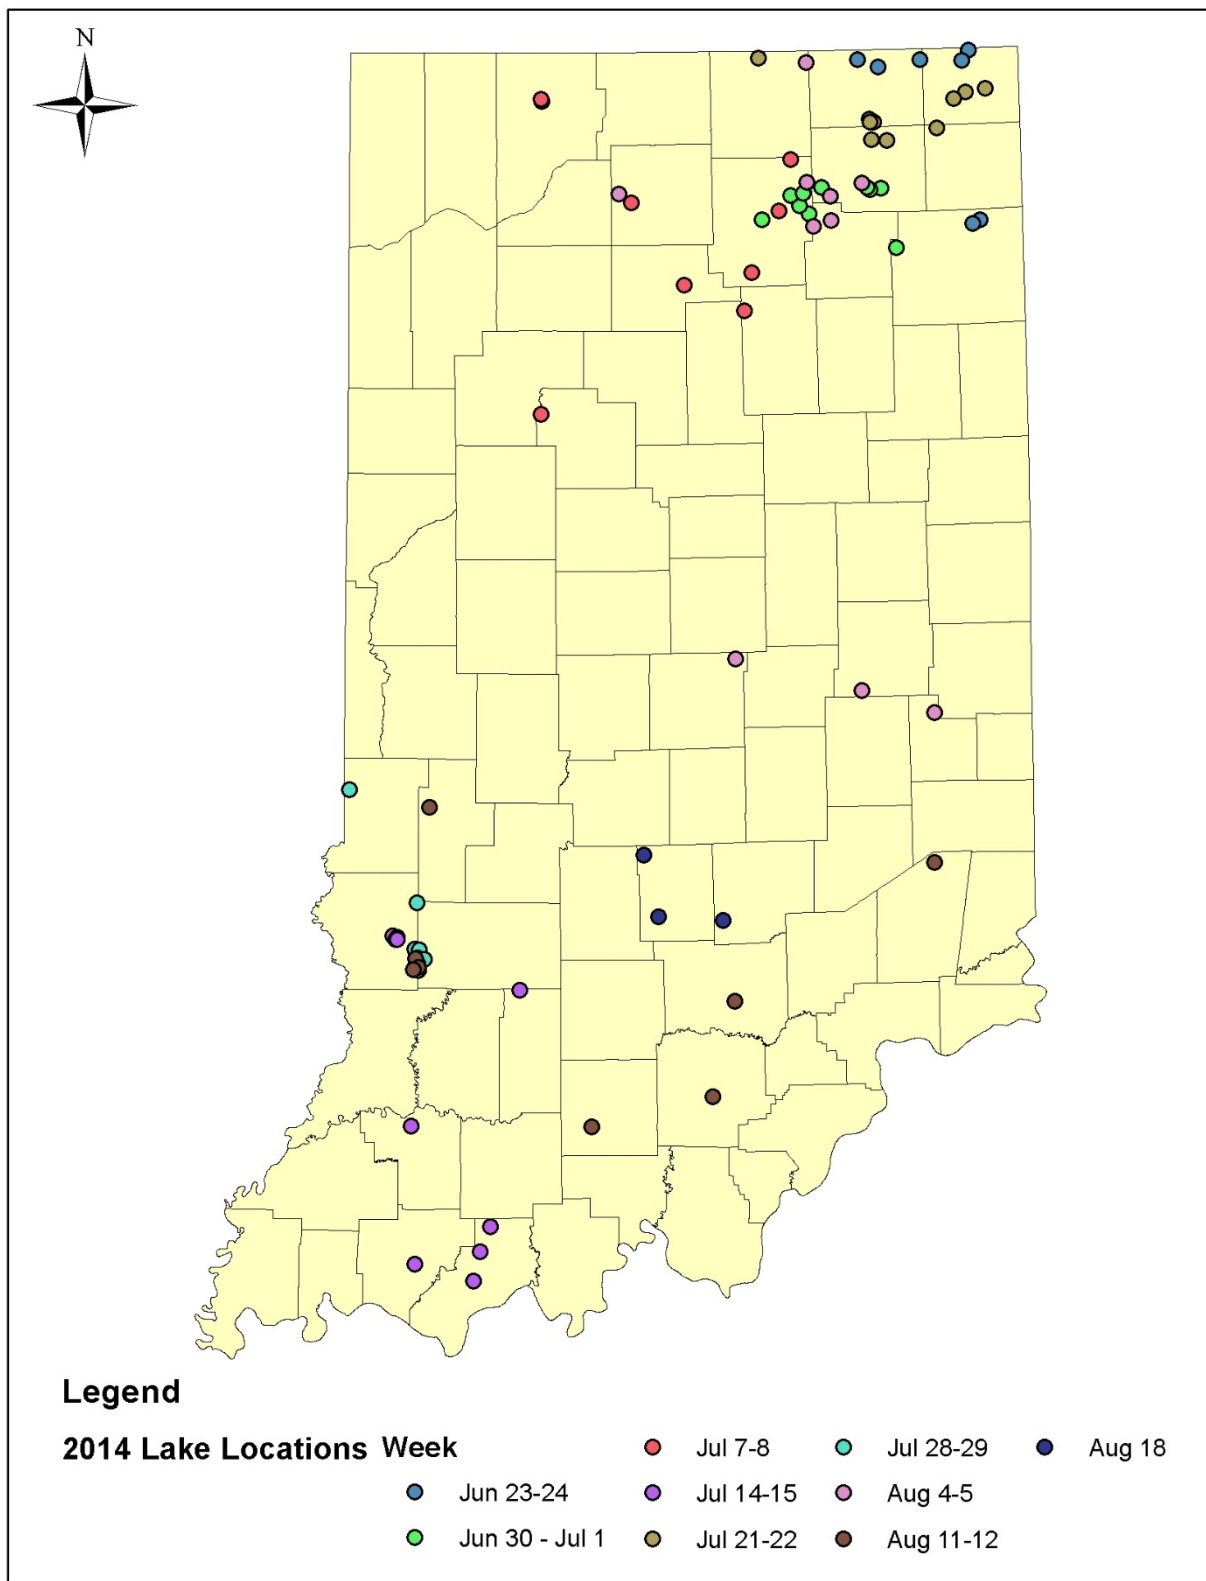 N
Legend
2014 Lake Locations Week
Jul 7-8 Jul 28-29 Aug 18
Jun 23-24 Jul 14-15 Aug 4-5
Jun 30 - Jul 1 Jul 21-22 Aug 11-12